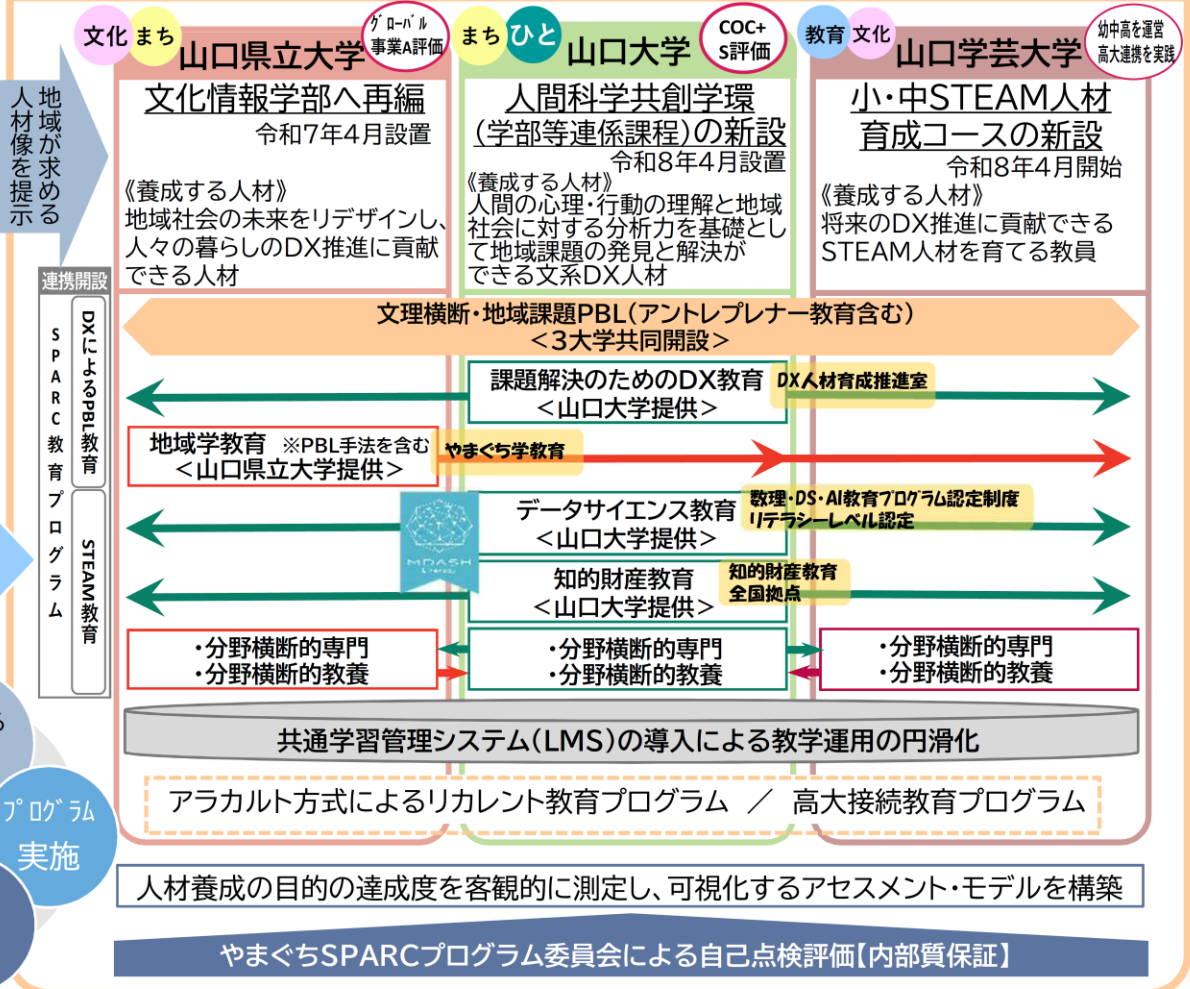 文化
まち
山口県立大学
グローバル
事業A評価
まち
ひと
山口大学
COC+
S評価
教育
文化
山口学芸大学
幼中高を運営
高大連携を実践
地域が求める
人材像を提示
文化情報学部へ再編
令和7年4月設置
《養成する人材》
地域社会の未来をリデザインし、
人々の暮らしのDX推進に貢献
できる人材
人間科学共創学環
(学部等連係課程)の新設
令和8年4月設置
《養成する人材》
人間の心理・行動の理解と地域
社会に対する分析力を基礎とし
て地域課題の発見と解決が
できる文系DX人材
小・中STEAM人材
育成コースの新設
令和8年4月開始
《養成する人材》
将来のDX推進に貢献できる
STEAM人材を育てる教員
連携開設
SPARC教育プログラム
DXによるPBL教育
STEAM教育
文理横断・地域課題PBL(アントレプレナー教育含む)
<3大学共同開設>
課題解決のためのDX教育
<山口大学提供>
DX人材育成推進室
地域学教育 ※PBL手法を含む
<山口県立大学提供>
やまぐち学教育
データサイエンス教育
<山口大学提供>
数理・DS・AI教育プログラム認定制度
リテラシーレベル認定
MDASH
Literacy
知的財産教育
<山口大学提供>
知的財産教育
全国拠点
・分野横断的専門
・分野横断的教養
・分野横断的専門
・分野横断的教養
・分野横断的専門
・分野横断的教養
共通学習管理システム(LMS)の導入による教学運用の円滑化
アラカルト方式によるリカレント教育プログラム / 高大接続教育プログラム
プログラム
実施
人材養成の目的の達成度を客観的に測定し、可視化するアセスメント・モデルを構築
やまぐちSPARCプログラム委員会による自己点検評価【内部質保証】